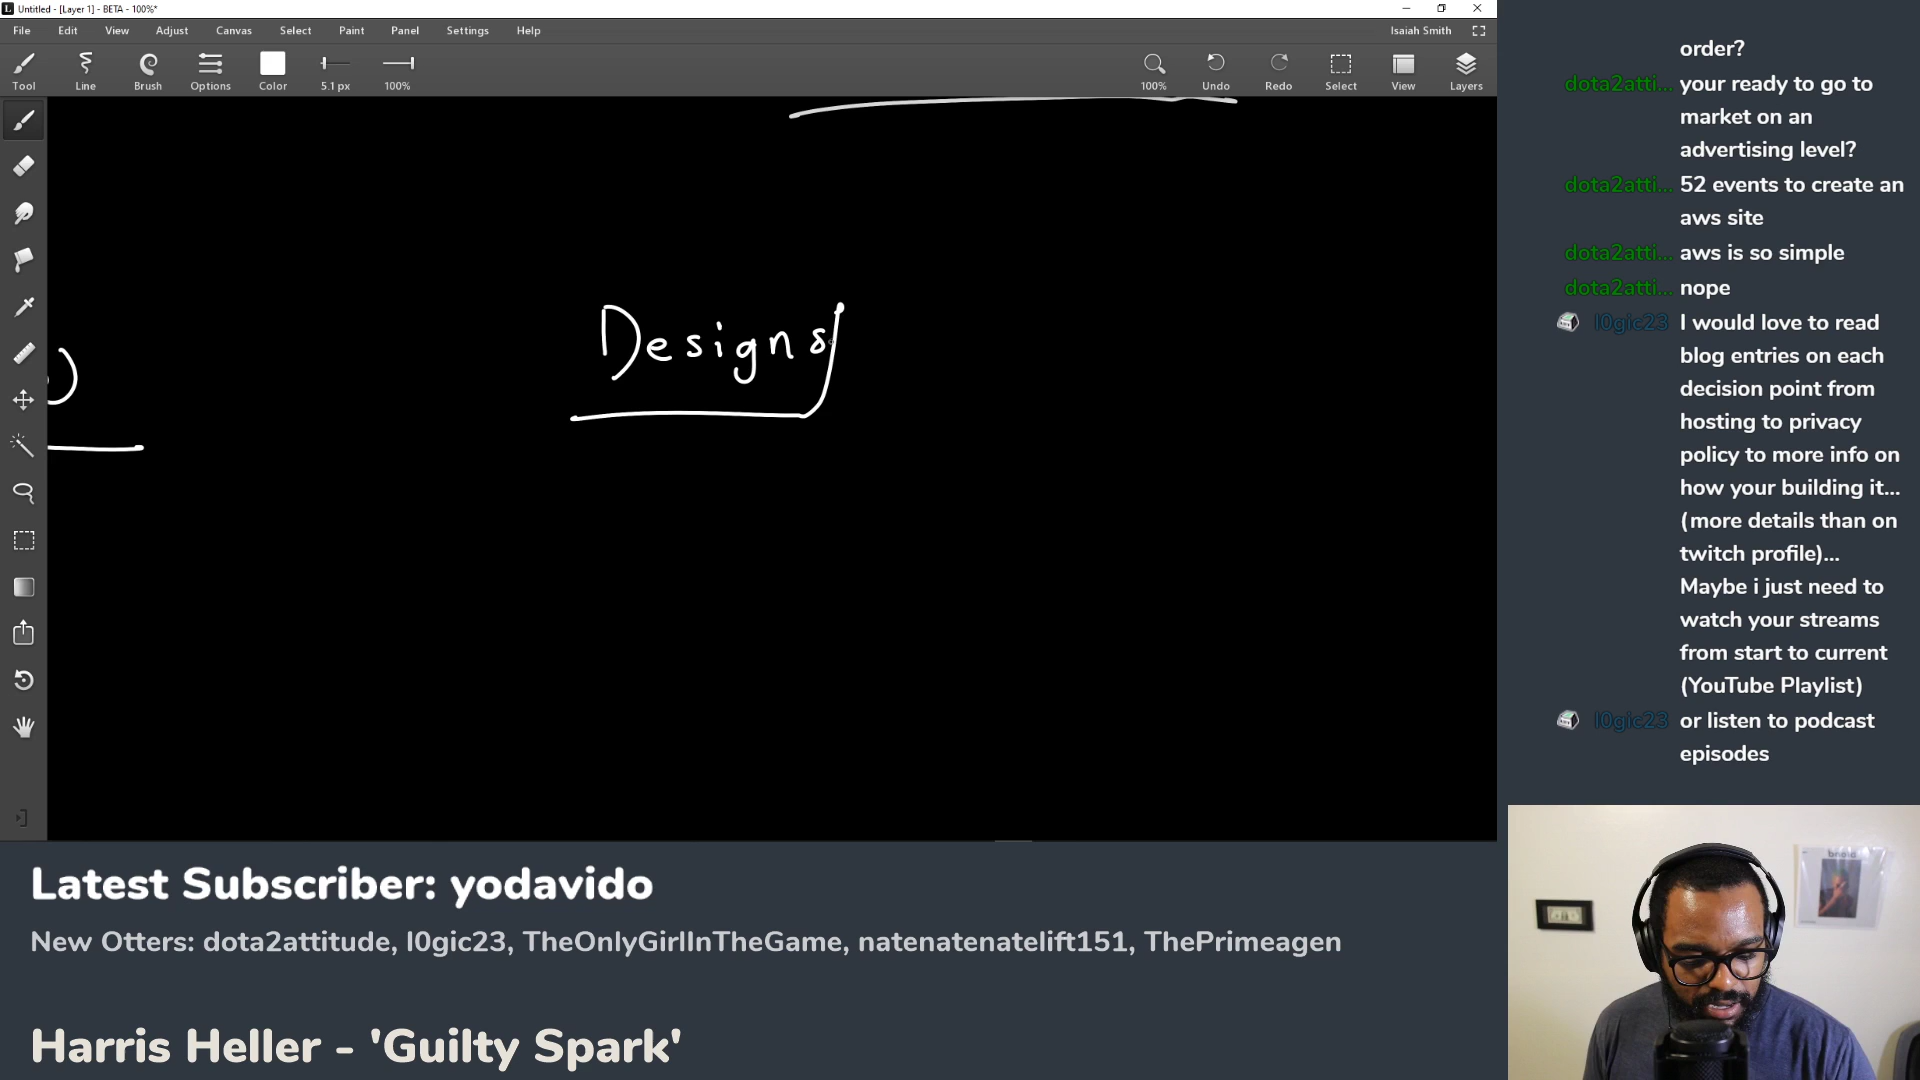 Untitled - [Layer 1] - BETA - 100%*
File Edit View Adjust Canvas Select Paint Panel Settings Help
Isaiah Smith
Tool Line Brush Options Color 5.1 px 100%
100% Undo Redo Select View Layers
Designs
order?
dota2atti... your ready to go to
market on an
advertising level?
dota2atti... 52 events to create an
aws site
dota2atti... aws is so simple
dota2atti... nope
l0gic23 I would love to read
blog entries on each
decision point from
hosting to privacy
policy to more info on
how your building it...
(more details than on
twitch profile)...
Maybe i just need to
watch your streams
from start to current
(YouTube Playlist)
l0gic23 or listen to podcast
episodes
Latest Subscriber: yodavido
New Otters: dota2attitude, l0gic23, TheOnlyGirlInTheGame, natenatenatelift151, ThePrimeagen
Harris Heller - 'Guilty Spark'